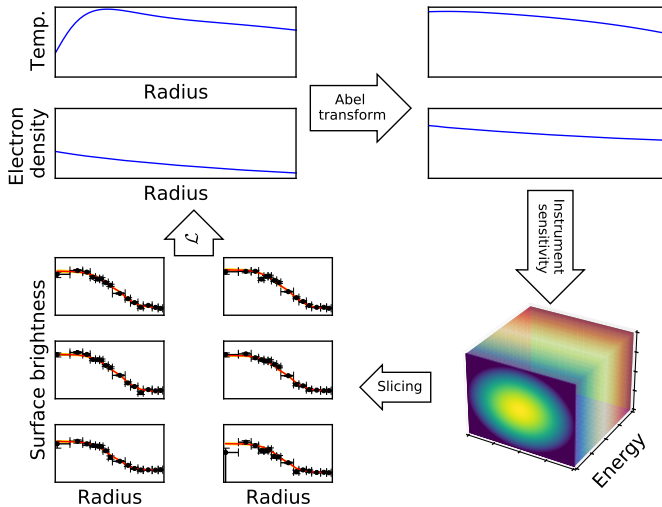 Temp.
Radius
Abel
transform
Electron
density
Radius
Instrument
sensitivity
ℒ
Surface brightness
Slicing
Energy
Radius
Radius